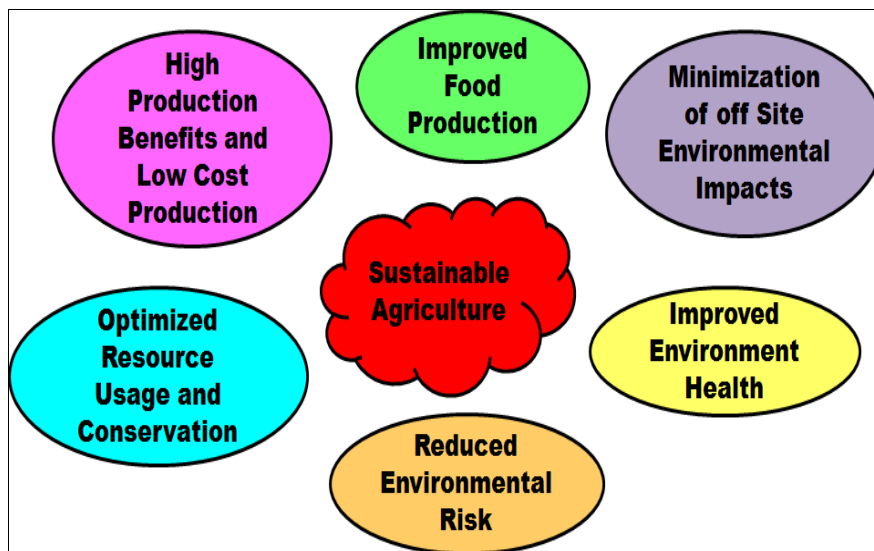 High
Production
Benefits and
Low Cost
Production
Improved
Food
Production
Minimization
of off Site
Environmental
Impacts
Sustainable
Agriculture
Optimized
Resource
Usage and
Conservation
Improved
Environment
Health
Reduced
Environmental
Risk